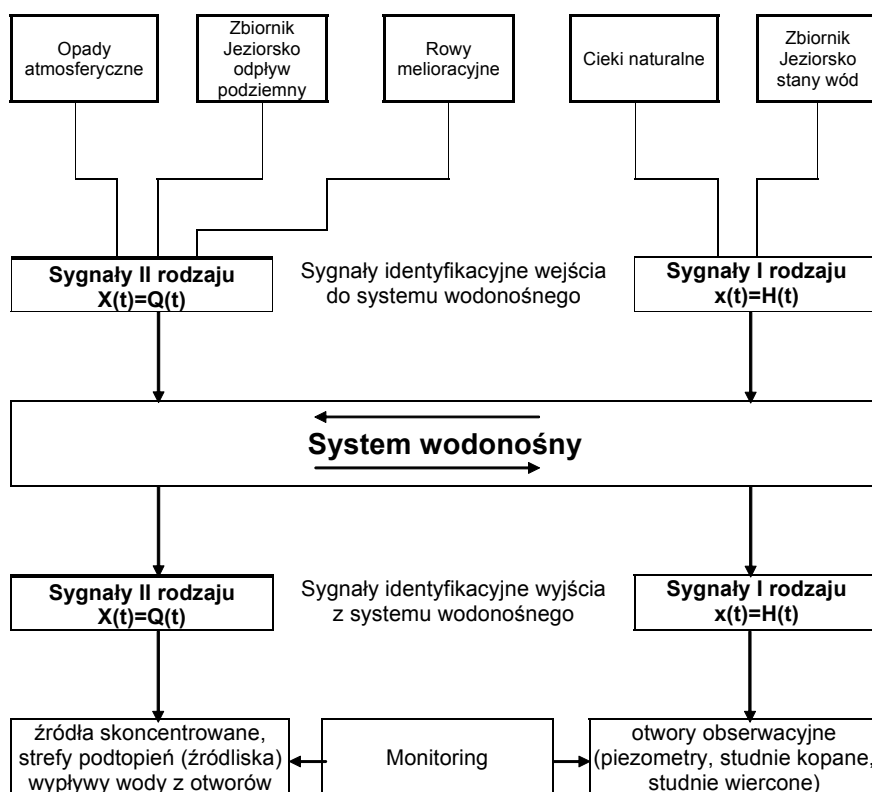 Opady
atmosferyczne
Zbiornik
Jeziorsko
odpływ
podziemny
Rowy
melioracyjne
Cieki naturalne
Zbiornik
Jeziorsko
stany wód
Sygnały II rodzaju
X(t)=Q(t)
Sygnały identyfikacyjne wejścia
do systemu wodonośnego
Sygnały I rodzaju
x(t)=H(t)
System wodonośny
Sygnały II rodzaju
X(t)=Q(t)
Sygnały identyfikacyjne wyjścia
z systemu wodonośnego
Sygnały I rodzaju
x(t)=H(t)
źródła skoncentrowane,
strefy podtopień (źródliska)
wypływy wody z otworów
Monitoring
otwory obserwacyjne
(piezometry, studnie kopane,
studnie wiercone)